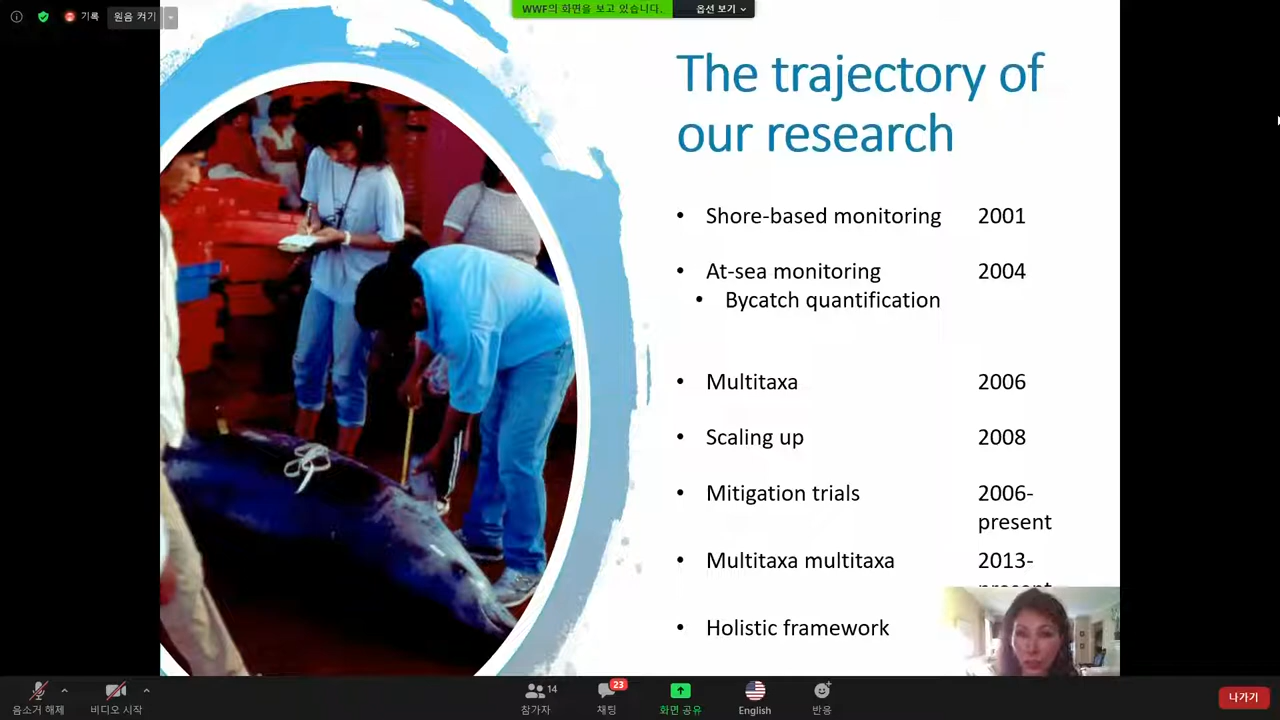 기록
원음 켜기
WWF의 화면을 보고 있습니다.
옵션 보기
The trajectory of
our research
• Shore-based monitoring 2001
• At-sea monitoring 2004
• Bycatch quantification
• Multitaxa 2006
• Scaling up 2008
• Mitigation trials 2006-
present
• Multitaxa multitaxa 2013-
present
• Holistic framework
음소거 해제
비디오 시작
14
참가자
23
채팅
화면 공유
English
반응
나가기